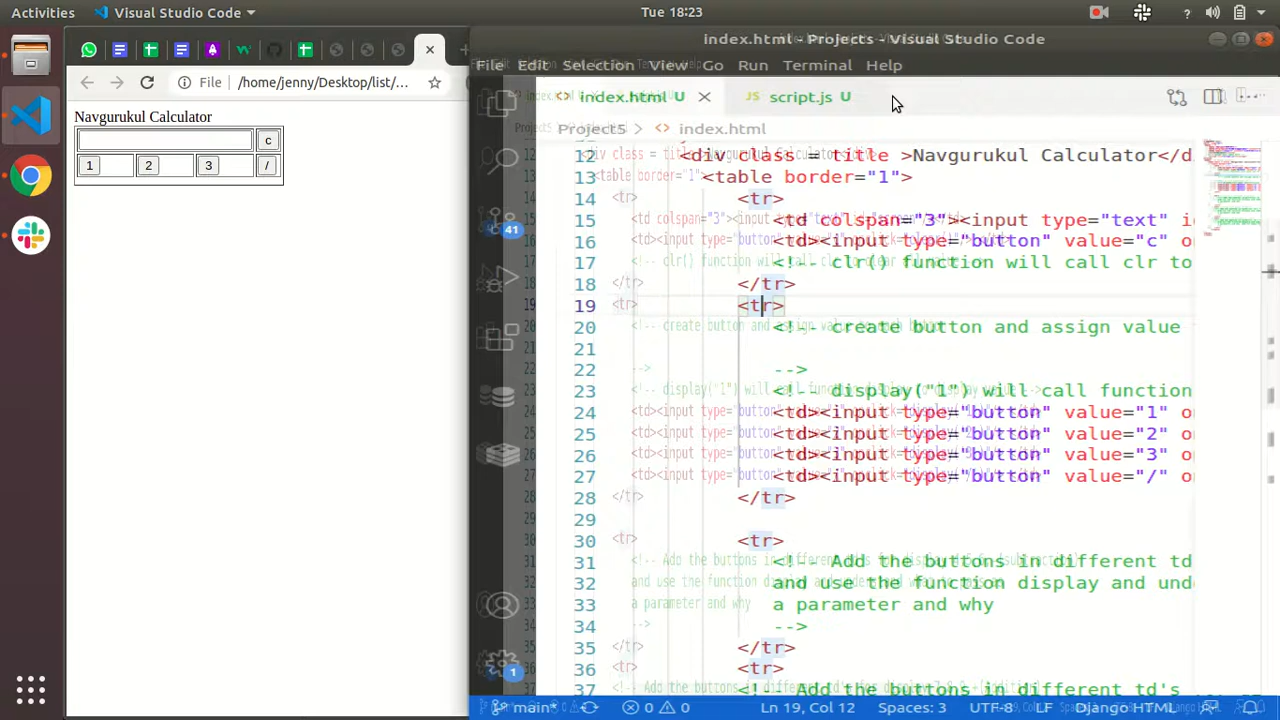 Activities
Visual Studio Code
Tue 18:23
index.html - Projects - Visual Studio Code
File Edit Selection View Go Run Terminal Help
File /home/jenny/Desktop/list/...
index.html U
JS script.js U
Projects > index.html
Navgurukul Calculator
c
1 2 3 /
12 <div class = title >Navgurukul Calculator</d
13 <table border="1">
14 <tr>
15 <td colspan="3"><input type="text" i
16 <td><input type="button" value="c" o
17 <!-- clr() function will call clr to
18 </tr>
19 <tr>
20 <!-- create button and assign value
21
22 -->
23 <!-- display("1") will call function
24 <td><input type="button" value="1" o
25 <td><input type="button" value="2" o
26 <td><input type="button" value="3" o
27 <td><input type="button" value="/" o
28 </tr>
29
30 <tr>
31 <!-- Add the buttons in different td's
32 and use the function display and und
33 a parameter and why
34 -->
35 </tr>
36 <tr>
37 <!-- Add the buttons in different td's
41
1
main
0 0
Ln 19, Col 12
Spaces: 3
UTF-8
LF
Django HTML